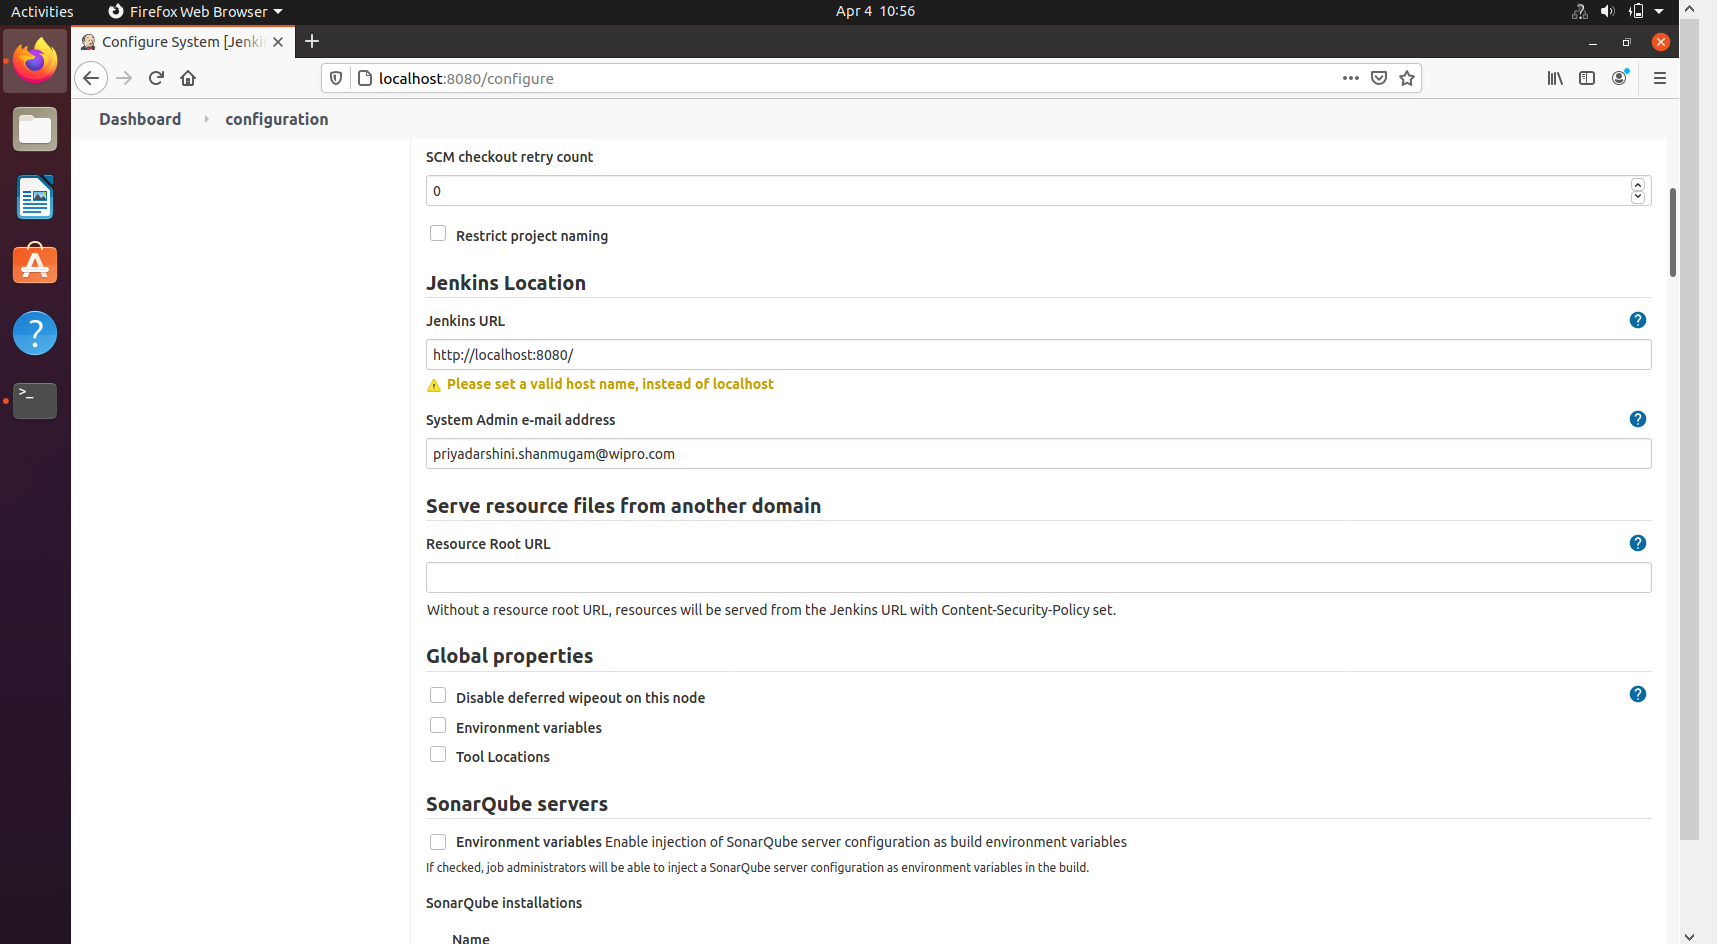 Activities
Firefox Web Browser
Apr 4 10:56
Configure System [Jenki
localhost:8080/configure
Dashboard
configuration
SCM checkout retry count
0
Restrict project naming
Jenkins Location
Jenkins URL
http://localhost:8080/
Please set a valid host name, instead of localhost
System Admin e-mail address
priyadarshini.shanmugam@wipro.com
Serve resource files from another domain
Resource Root URL
Without a resource root URL, resources will be served from the Jenkins URL with Content-Security-Policy set.
Global properties
Disable deferred wipeout on this node
Environment variables
Tool Locations
SonarQube servers
Environment variables Enable injection of SonarQube server configuration as build environment variables
If checked, job administrators will be able to inject a SonarQube server configuration as environment variables in the build.
SonarQube installations
Name